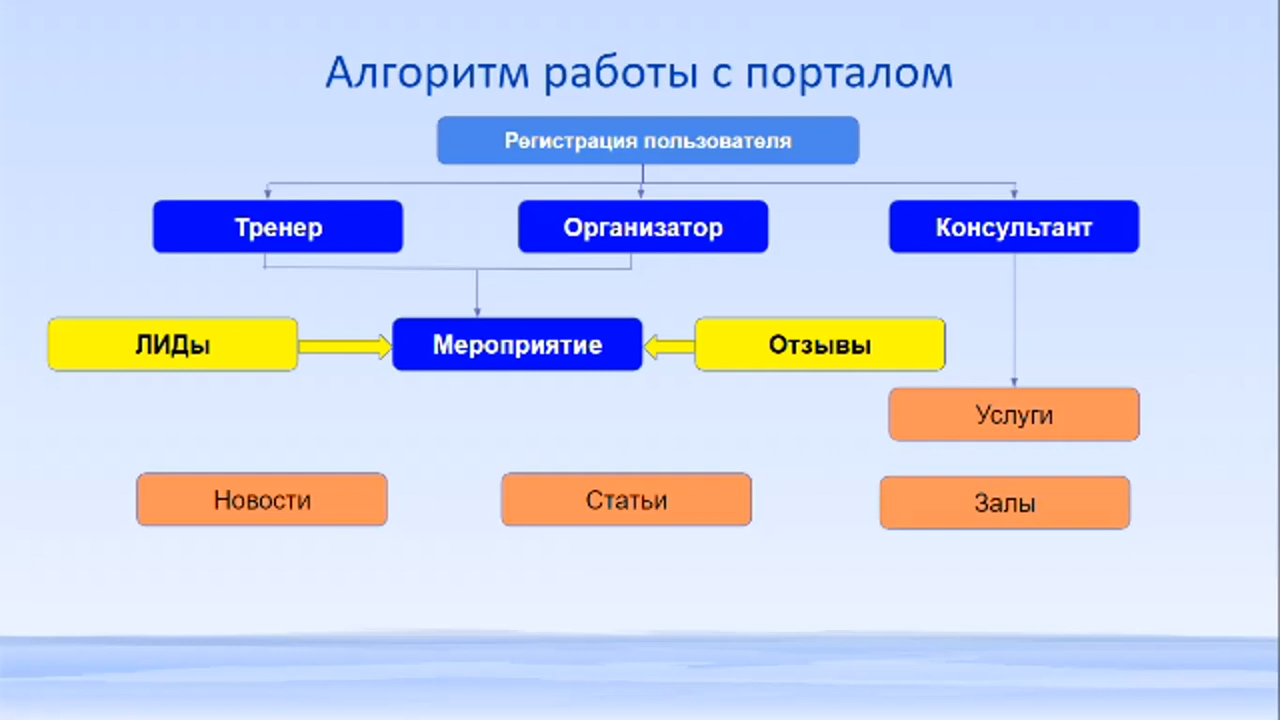 Алгоритм работы с порталом
Регистрация пользователя
Тренер
Организатор
Консультант
ЛИДы
Мероприятие
Отзывы
Услуги
Новости
Статьи
Залы